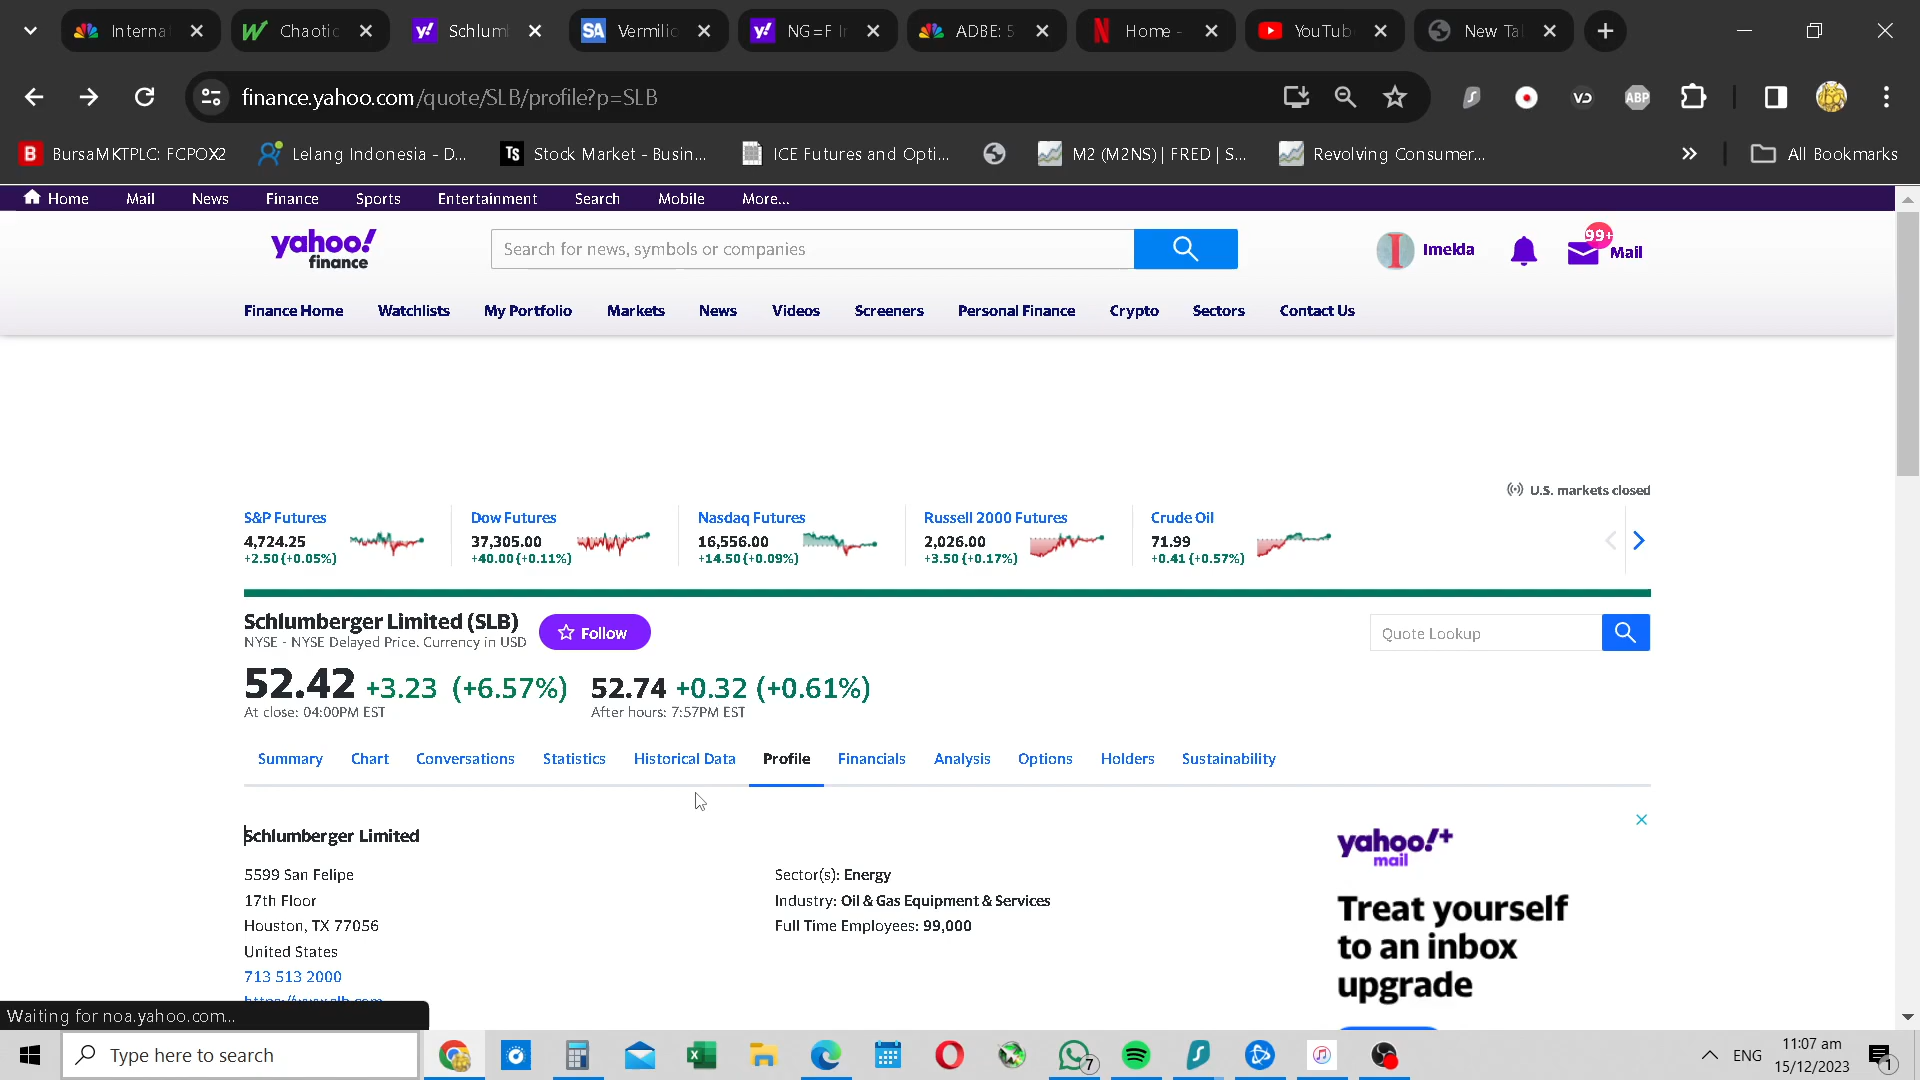 Interna
Chaotic
Schlum
Vermilic
NG=F Ir
ADBE: 5
Home -
YouTub
New Ta
finance.yahoo.com/quote/SLB/profile?p=SLB
VD
ABP
B BursaMKTPLC: FCPOX2
Lelang Indonesia - D...
Ts Stock Market - Busin...
ICE Futures and Opti...
M2 (M2NS) | FRED | S...
Revolving Consumer...
All Bookmarks
Home Mail News Finance Sports Entertainment Search Mobile More...
yahoo!
finance
Search for news, symbols or companies
I Imelda
99+
Mail
Finance Home Watchlists My Portfolio Markets News Videos Screeners Personal Finance Crypto Sectors Contact Us
U.S. markets closed
S&P Futures
4,724.25
+2.50 (+0.05%)
Dow Futures
37,305.00
+40.00 (+0.11%)
Nasdaq Futures
16,556.00
+14.50 (+0.09%)
Russell 2000 Futures
2,026.00
+3.50 (+0.17%)
Crude Oil
71.99
+0.41 (+0.57%)
Schlumberger Limited (SLB)
NYSE - NYSE Delayed Price. Currency in USD
Follow
Quote Lookup
52.42 +3.23 (+6.57%)
At close: 04:00PM EST
52.74 +0.32 (+0.61%)
After hours: 7:57PM EST
Summary Chart Conversations Statistics Historical Data Profile Financials Analysis Options Holders Sustainability
Schlumberger Limited
5599 San Felipe
17th Floor
Houston, TX 77056
United States
713 513 2000
https://www.slb.com
Sector(s): Energy
Industry: Oil & Gas Equipment & Services
Full Time Employees: 99,000
yahoo!+
mail
Treat yourself
to an inbox
upgrade
Waiting for noa.yahoo.com...
Type here to search
7
ENG
11:07 am
15/12/2023
1